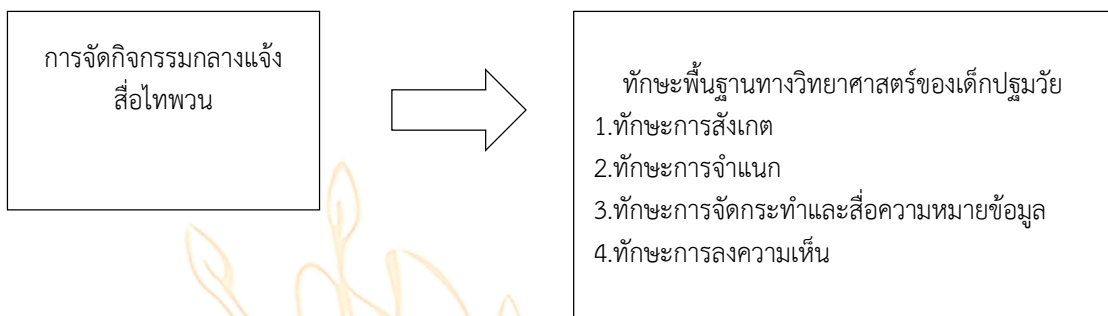 การจัดกิจกรรมกลางแจ้ง
สื่อไทพวน
ทักษะพื้นฐานทางวิทยาศาสตร์ของเด็กปฐมวัย
1.ทักษะการสังเกต
2.ทักษะการจำแนก
3.ทักษะการจัดกระทำและสื่อความหมายข้อมูล
4.ทักษะการลงความเห็น